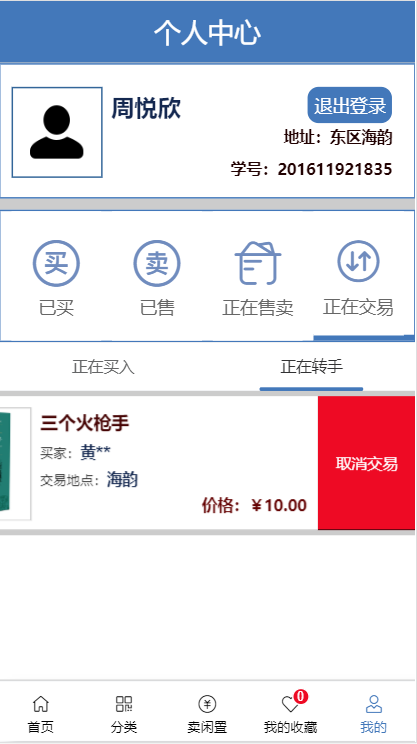 个人中心
周悦欣
退出登录
地址：东区海韵
学号：201611921835
买 卖
已买 已售 正在售卖 正在交易
正在买入 正在转手
三个火枪手
买家：黄**
交易地点：海韵
价格：￥10.00
取消交易
0
首页 分类 卖闲置 我的收藏 我的